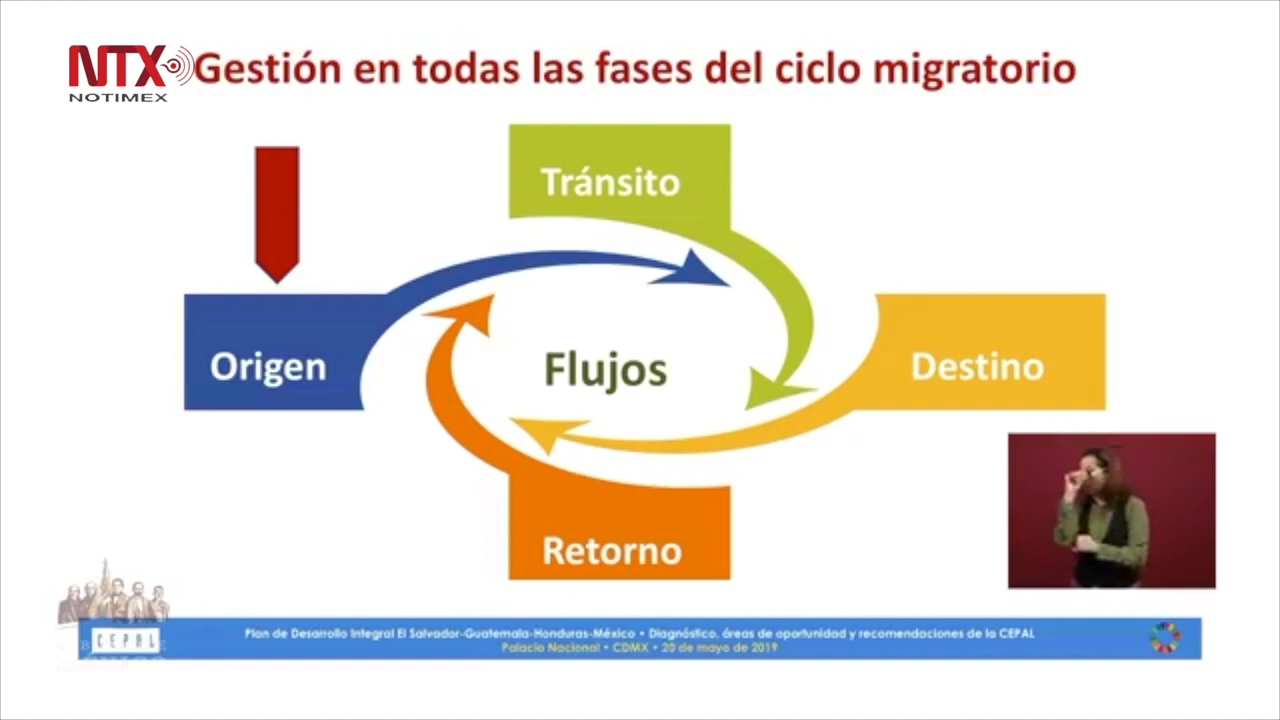 NTX
NOTIMEX
Gestión en todas las fases del ciclo migratorio
Tránsito
Origen
Flujos
Destino
Retorno
CEPAL
Plan de Desarrollo Integral El Salvador-Guatemala-Honduras-México • Diagnóstico, áreas de oportunidad y recomendaciones de la CEPAL
Palacio Nacional • CDMX • 20 de mayo de 2019